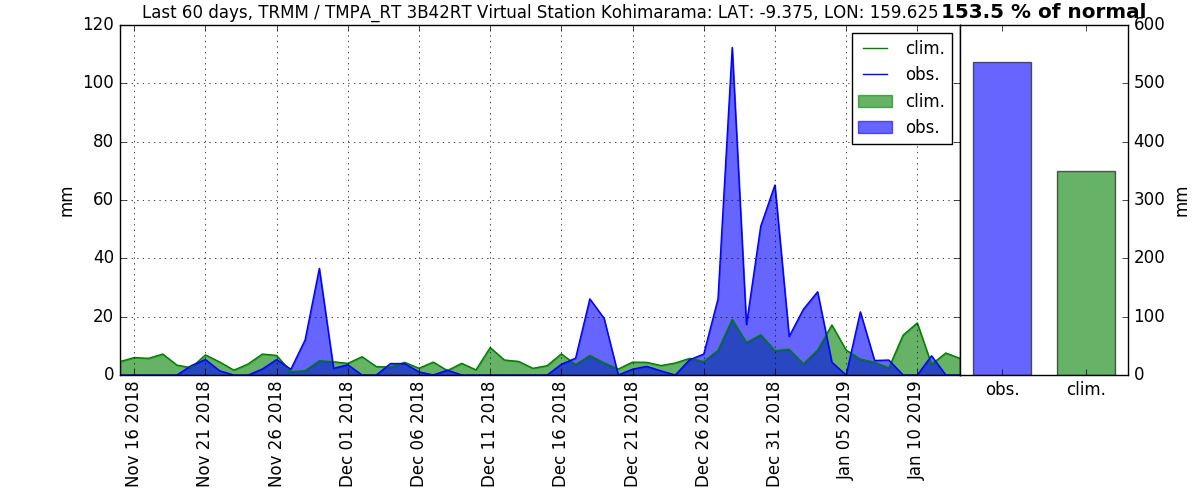 Last 60 days, TRMM / TMPA_RT 3B42RT Virtual Station Kohimarama: LAT: -9.375, LON: 159.625
153.5 % of normal
120
100
80
60
40
20
0
mm
clim.
obs.
clim.
obs.
600
500
400
300
200
100
0
mm
Nov 16 2018
Nov 21 2018
Nov 26 2018
Dec 01 2018
Dec 06 2018
Dec 11 2018
Dec 16 2018
Dec 21 2018
Dec 26 2018
Dec 31 2018
Jan 05 2019
Jan 10 2019
obs.
clim.